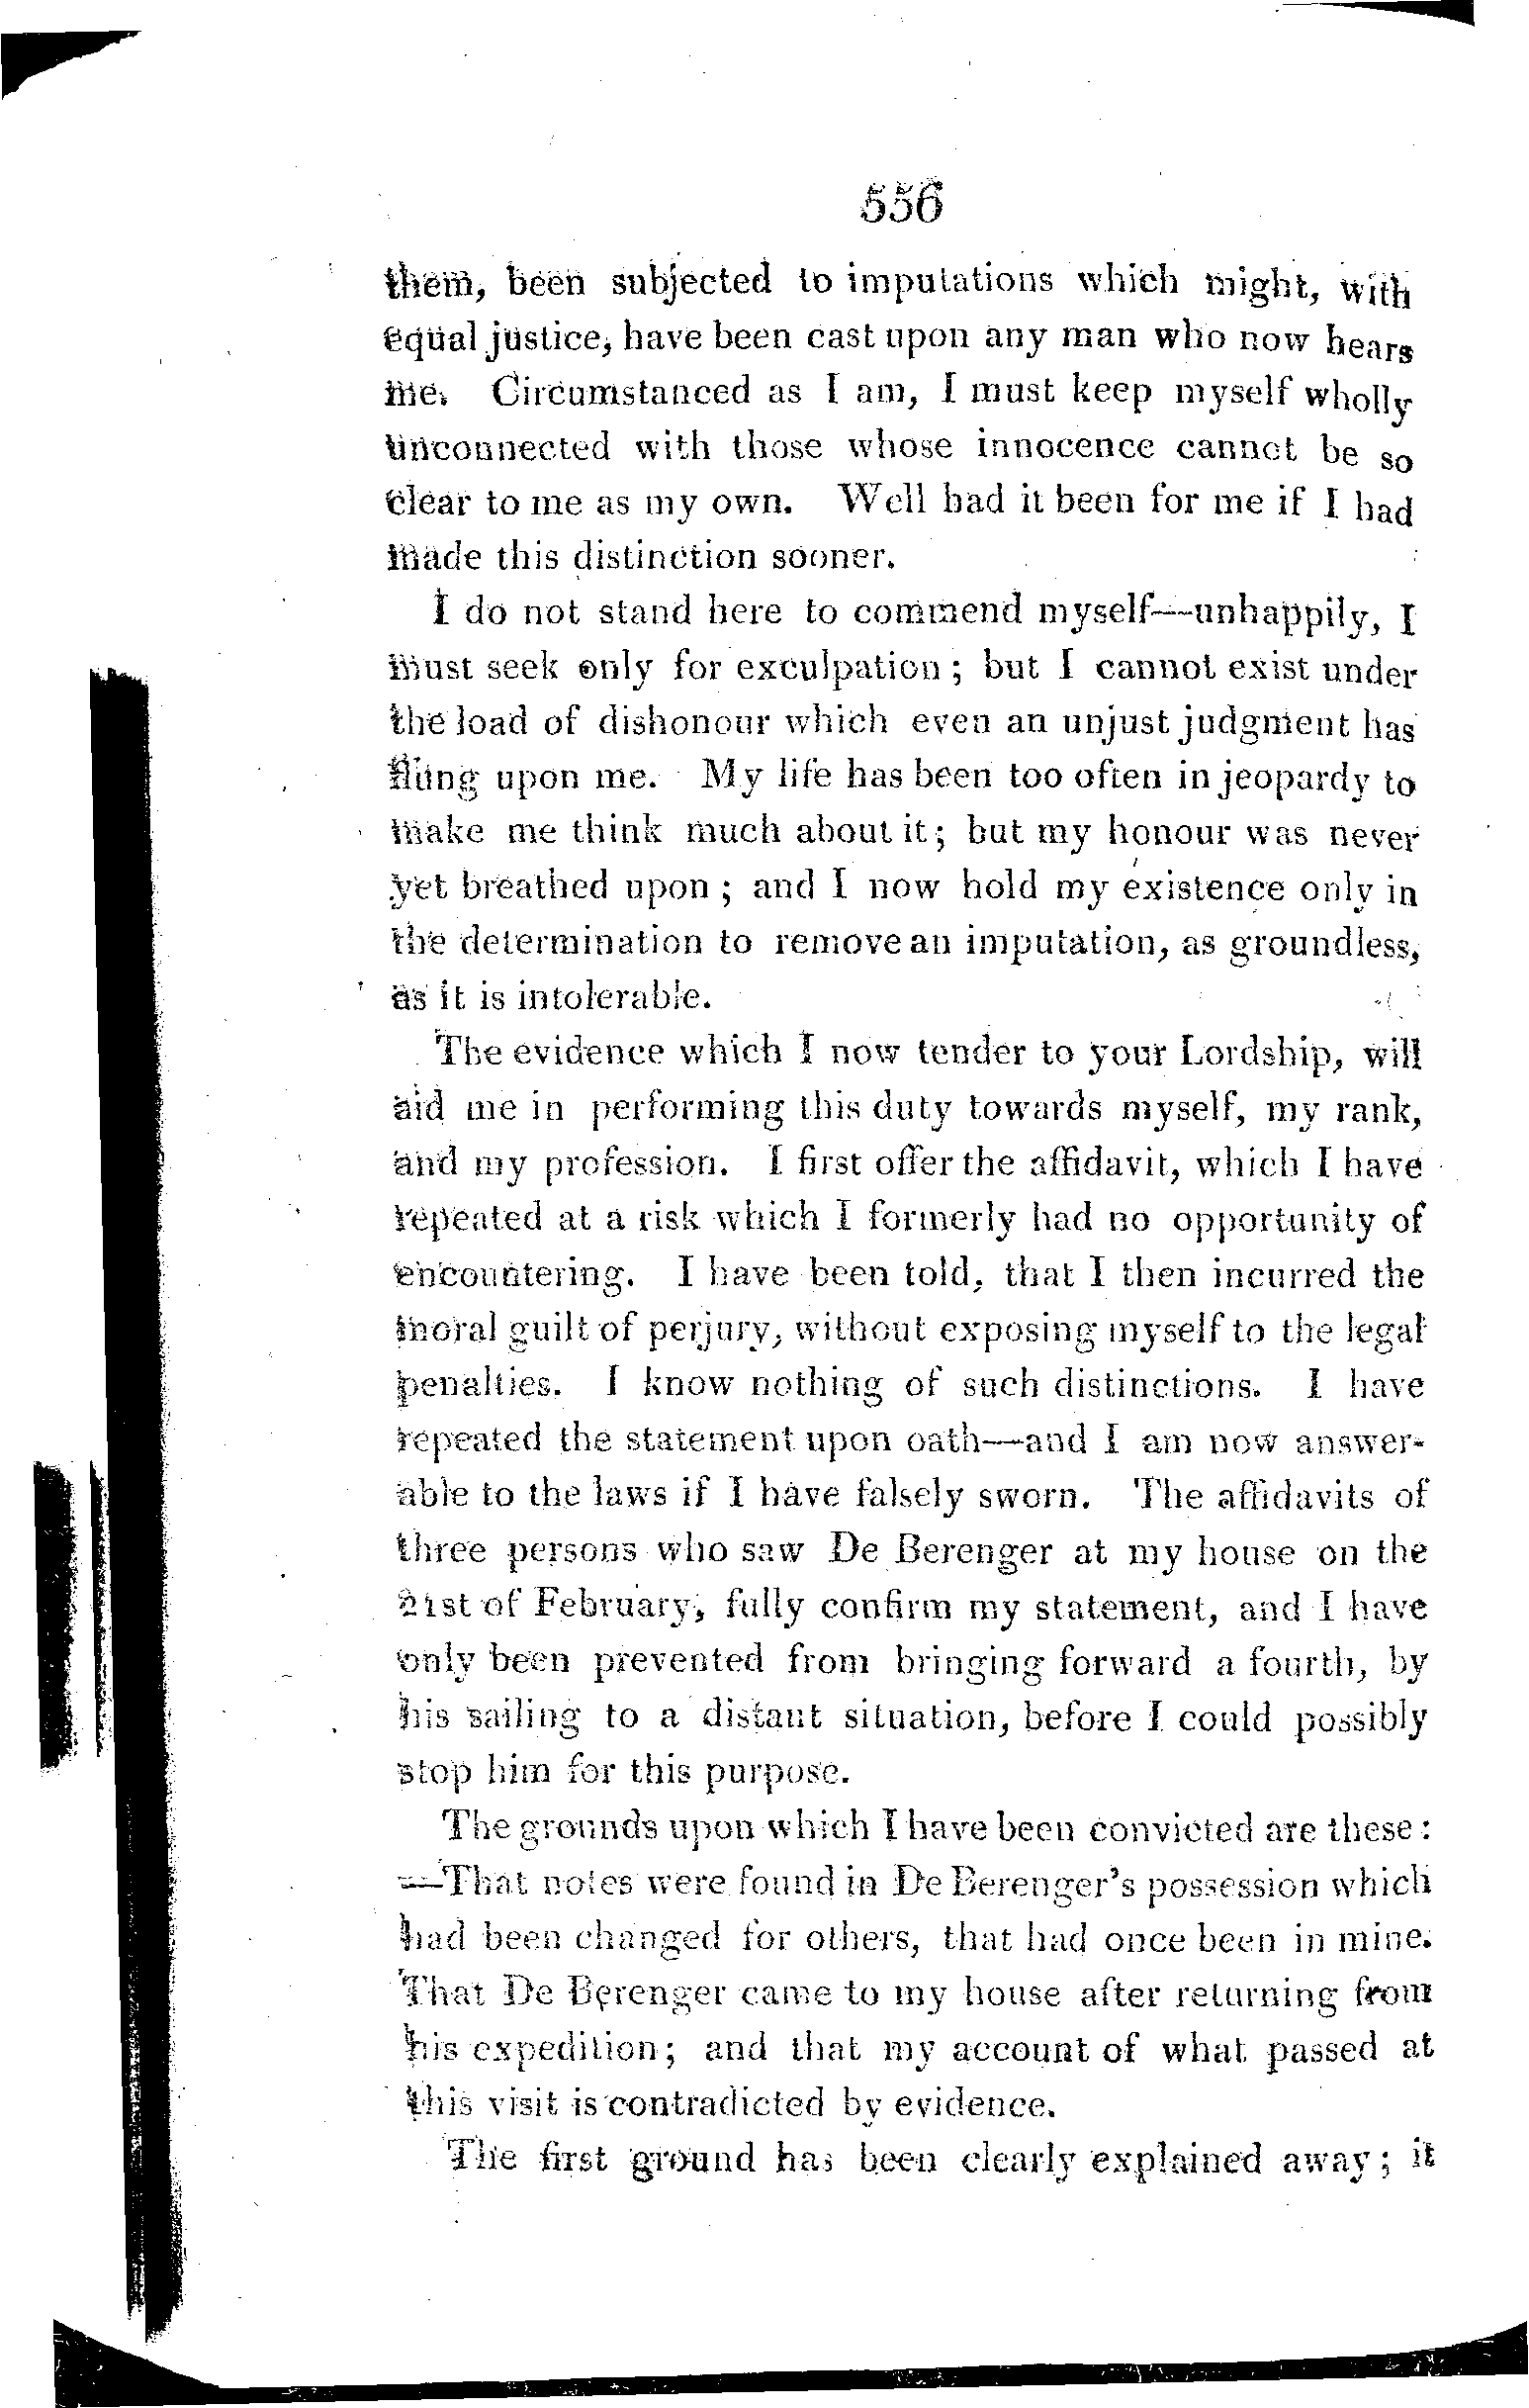 556
them, been subjected to imputations which might, with
equal justice, have been cast upon any man who now hears
me. Circumstanced as I am, I must keep myself wholly
unconnected with those whose innocence cannot be so
clear to me as my own. Well had it been for me if I had
made this distinction sooner.
I do not stand here to commend myself—unhappily, I
must seek only for exculpation; but I cannot exist under
the load of dishonour which even an unjust judgment has
flung upon me. My life has been too often in jeopardy to
make me think much about it; but my honour was never
yet breathed upon; and I now hold my existence only in
the determination to remove an imputation, as groundless,
as it is intolerable.
The evidence which I now tender to your Lordship, will
aid me in performing this duty towards myself, my rank,
and my profession. I first offer the affidavit, which I have
repeated at a risk which I formerly had no opportunity of
encountering. I have been told, that I then incurred the
moral guilt of perjury, without exposing myself to the legal
penalties. I know nothing of such distinctions. I have
repeated the statement upon oath—and I am now answer-
able to the laws if I have falsely sworn. The affidavits of
three persons who saw De Berenger at my house on the
21st of February, fully confirm my statement, and I have
only been prevented from bringing forward a fourth, by
his sailing to a distant situation, before I could possibly
stop him for this purpose.
The grounds upon which I have been convicted are these:
—That notes were found in De Berenger's possession which
had been changed for others, that had once been in mine.
That De Berenger came to my house after returning from
his expedition; and that my account of what passed at
this visit is contradicted by evidence.
The first ground has been clearly explained away; it